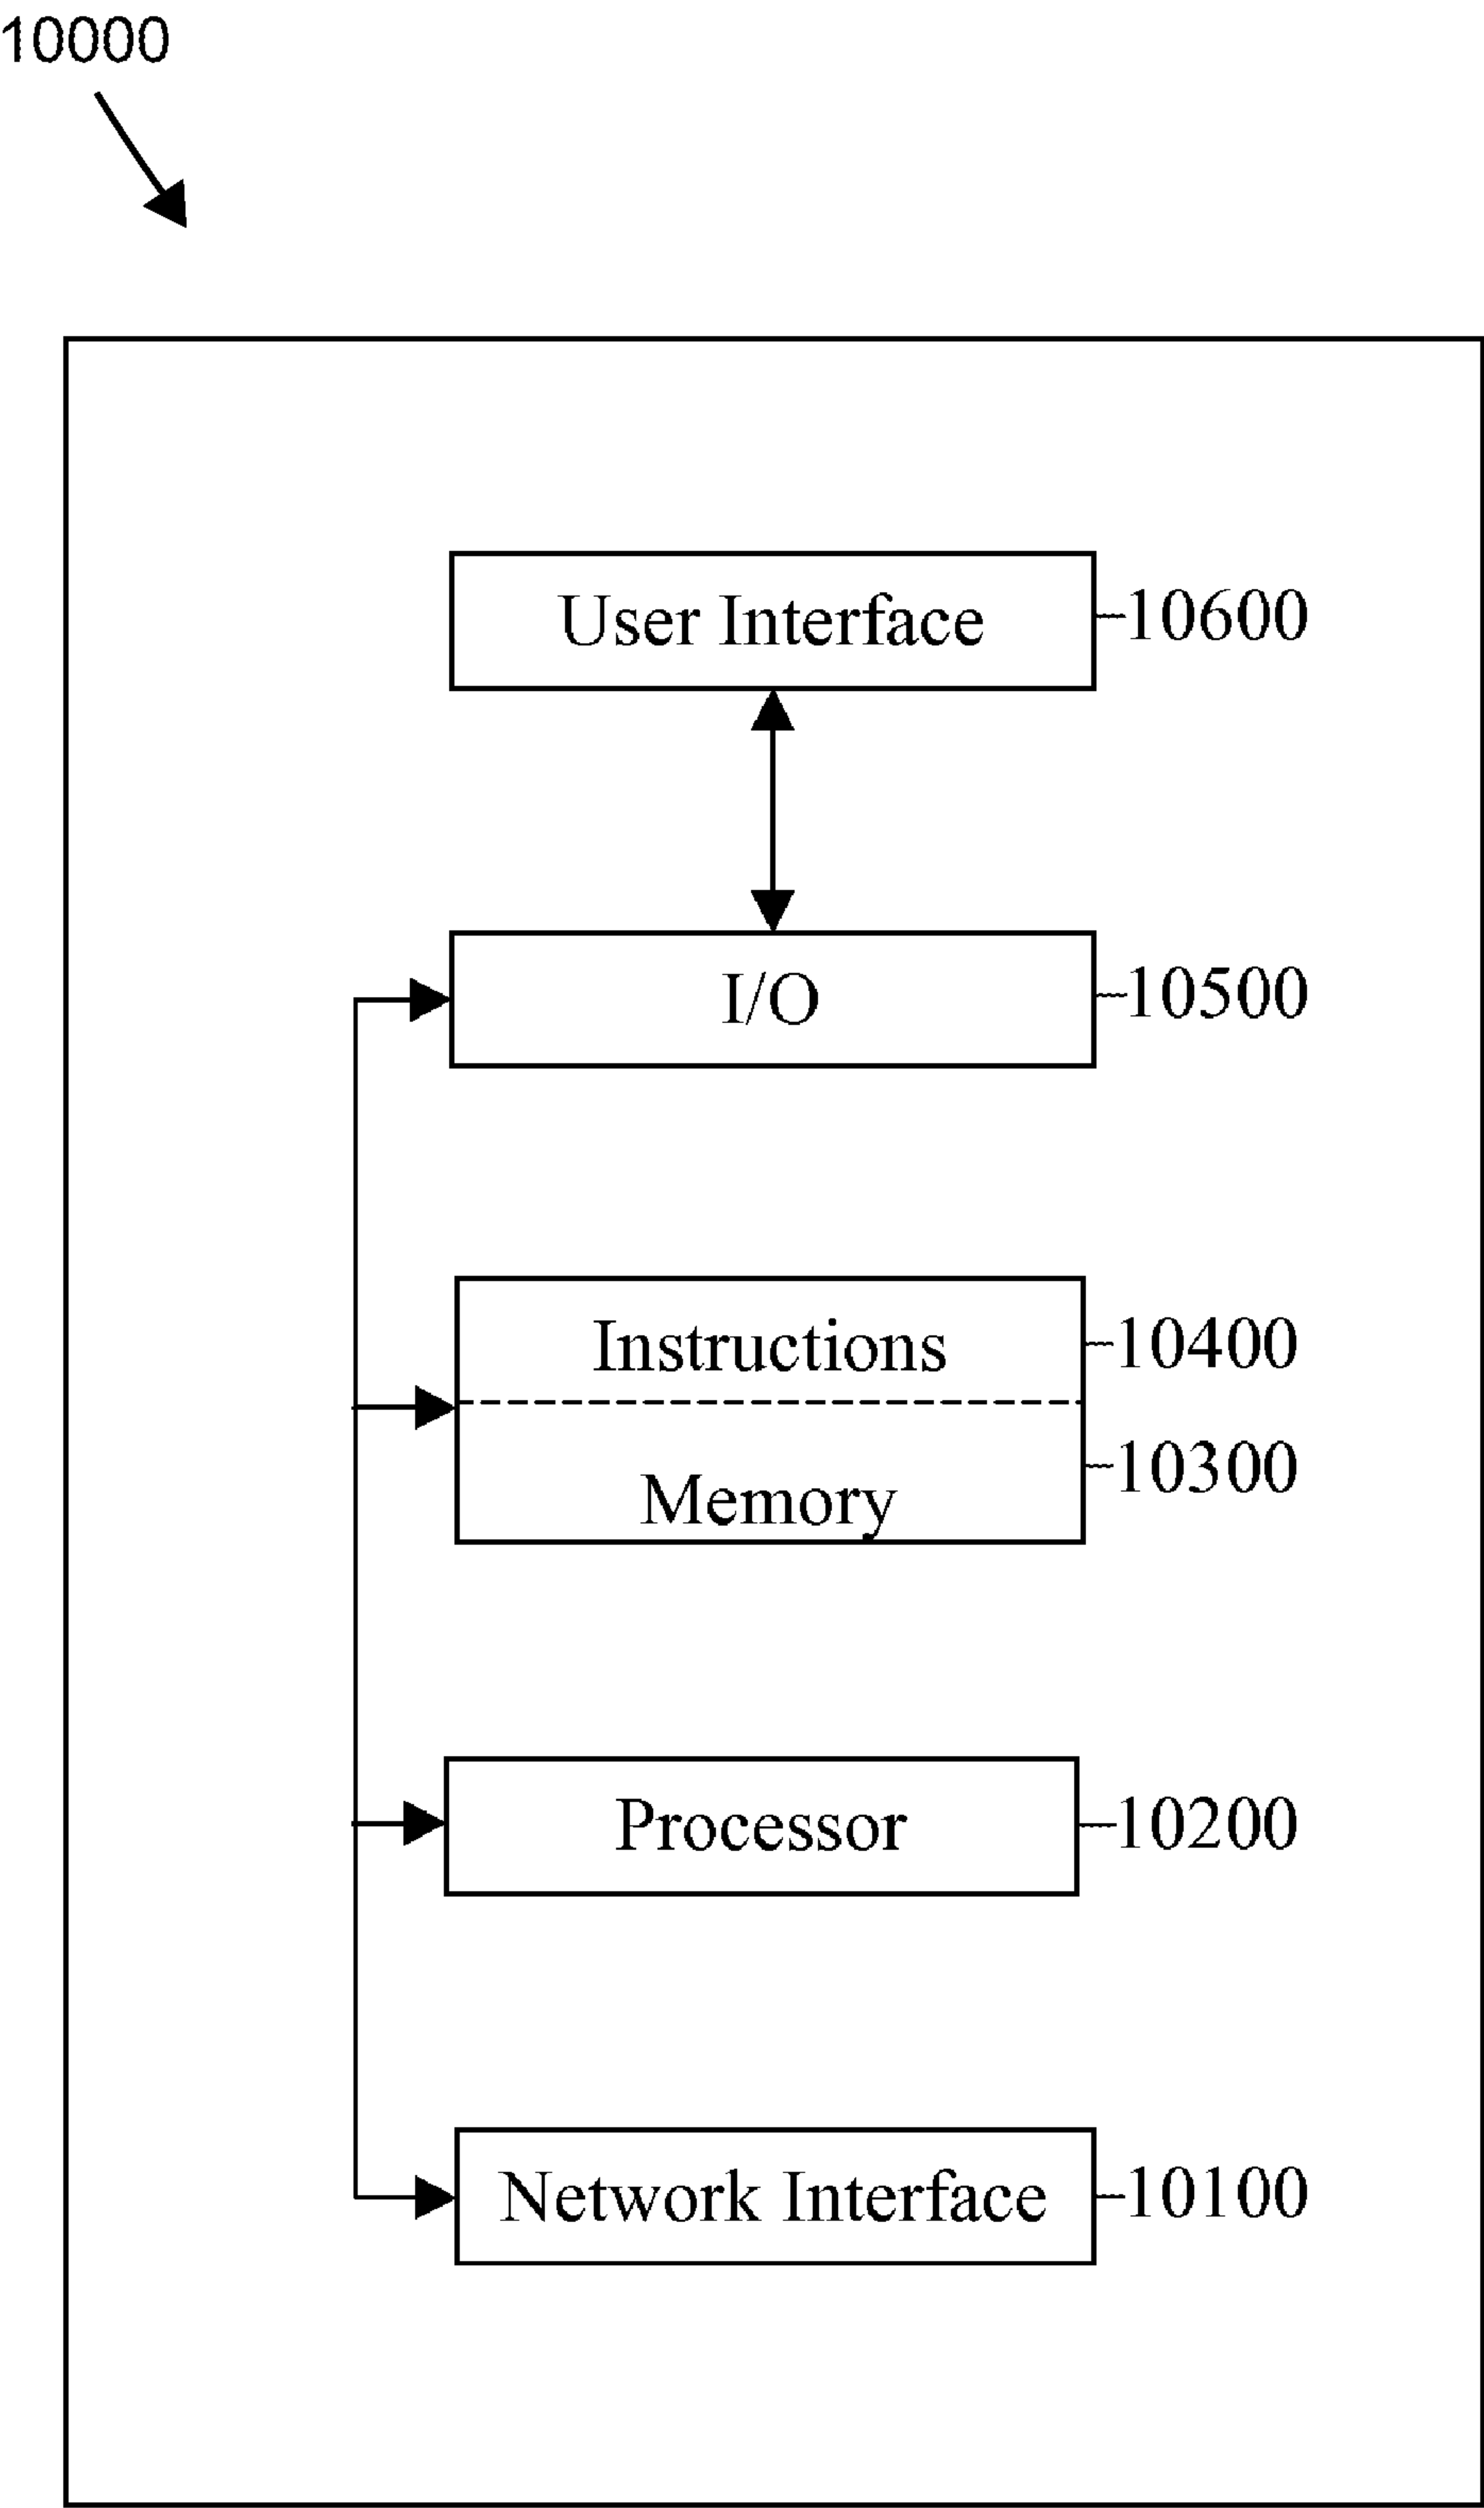 10000
User Interface 10600
I/O 10500
Instructions 10400
Memory 10300
Processor 10200
Network Interface 10100